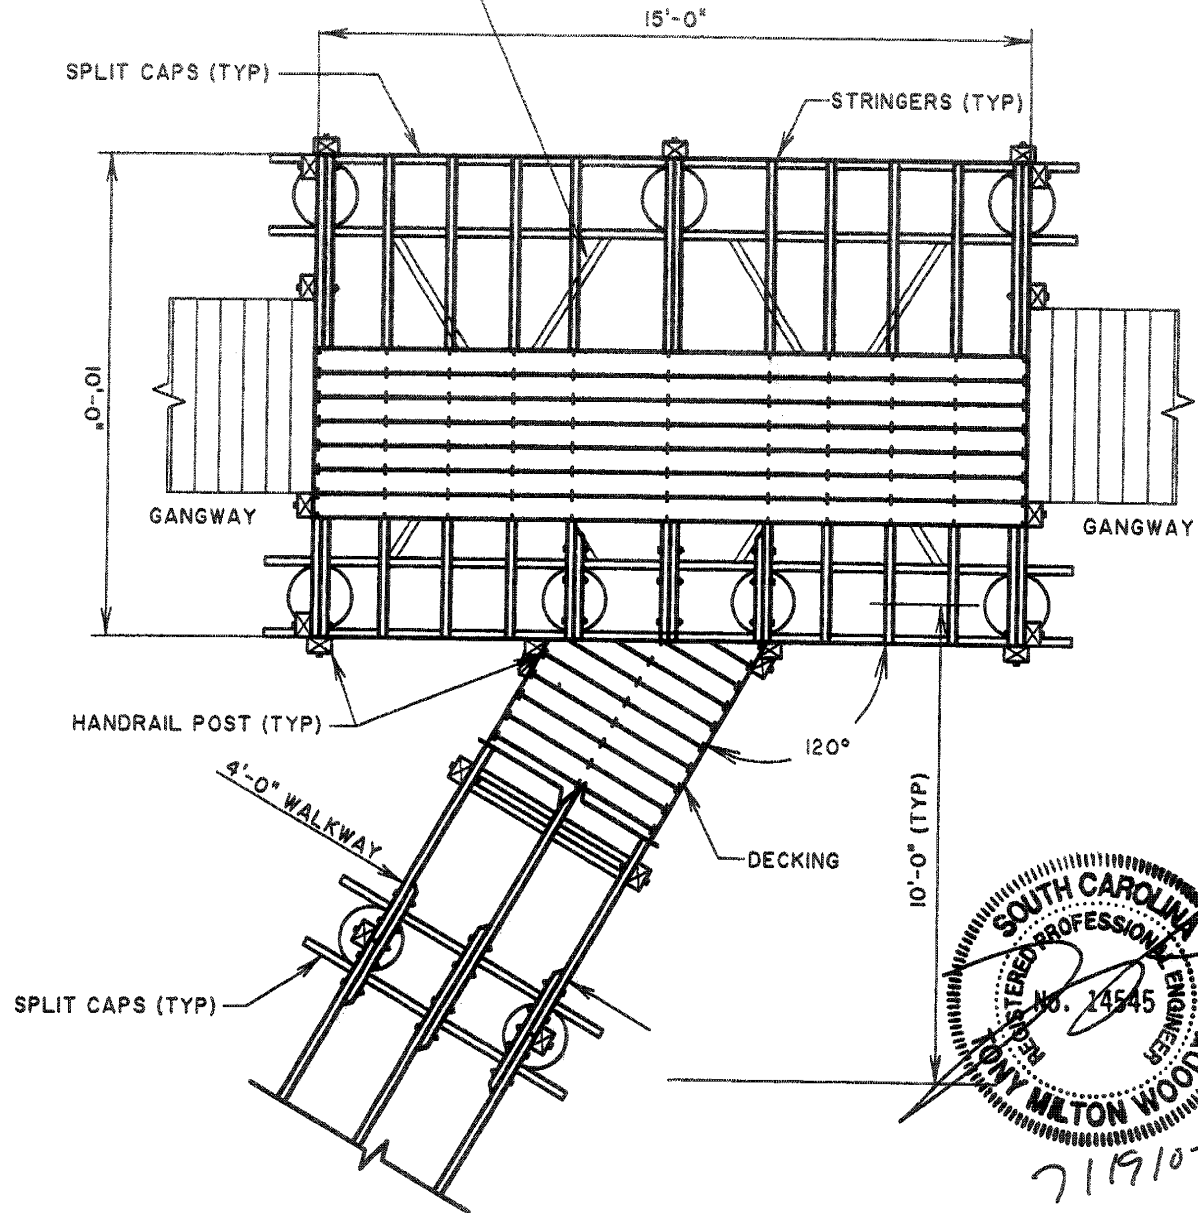 15'-0"
SPLIT CAPS (TYP)
STRINGERS (TYP)
10'-0"
GANGWAY
GANGWAY
HANDRAIL POST (TYP)
120°
4'-0" WALKWAY
DECKING
10'-0" (TYP)
SPLIT CAPS (TYP)
SOUTH CAROLINA
REGISTERED PROFESSIONAL ENGINEER
No. 14545
TONY MILTON WOOD